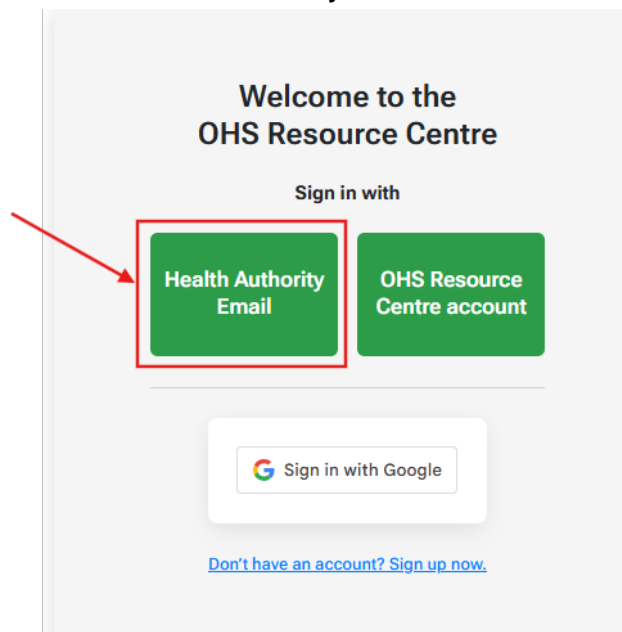 Welcome to the
OHS Resource Centre
Sign in with
Health Authority
Email
OHS Resource
Centre account
Sign in with Google
Don't have an account? Sign up now.